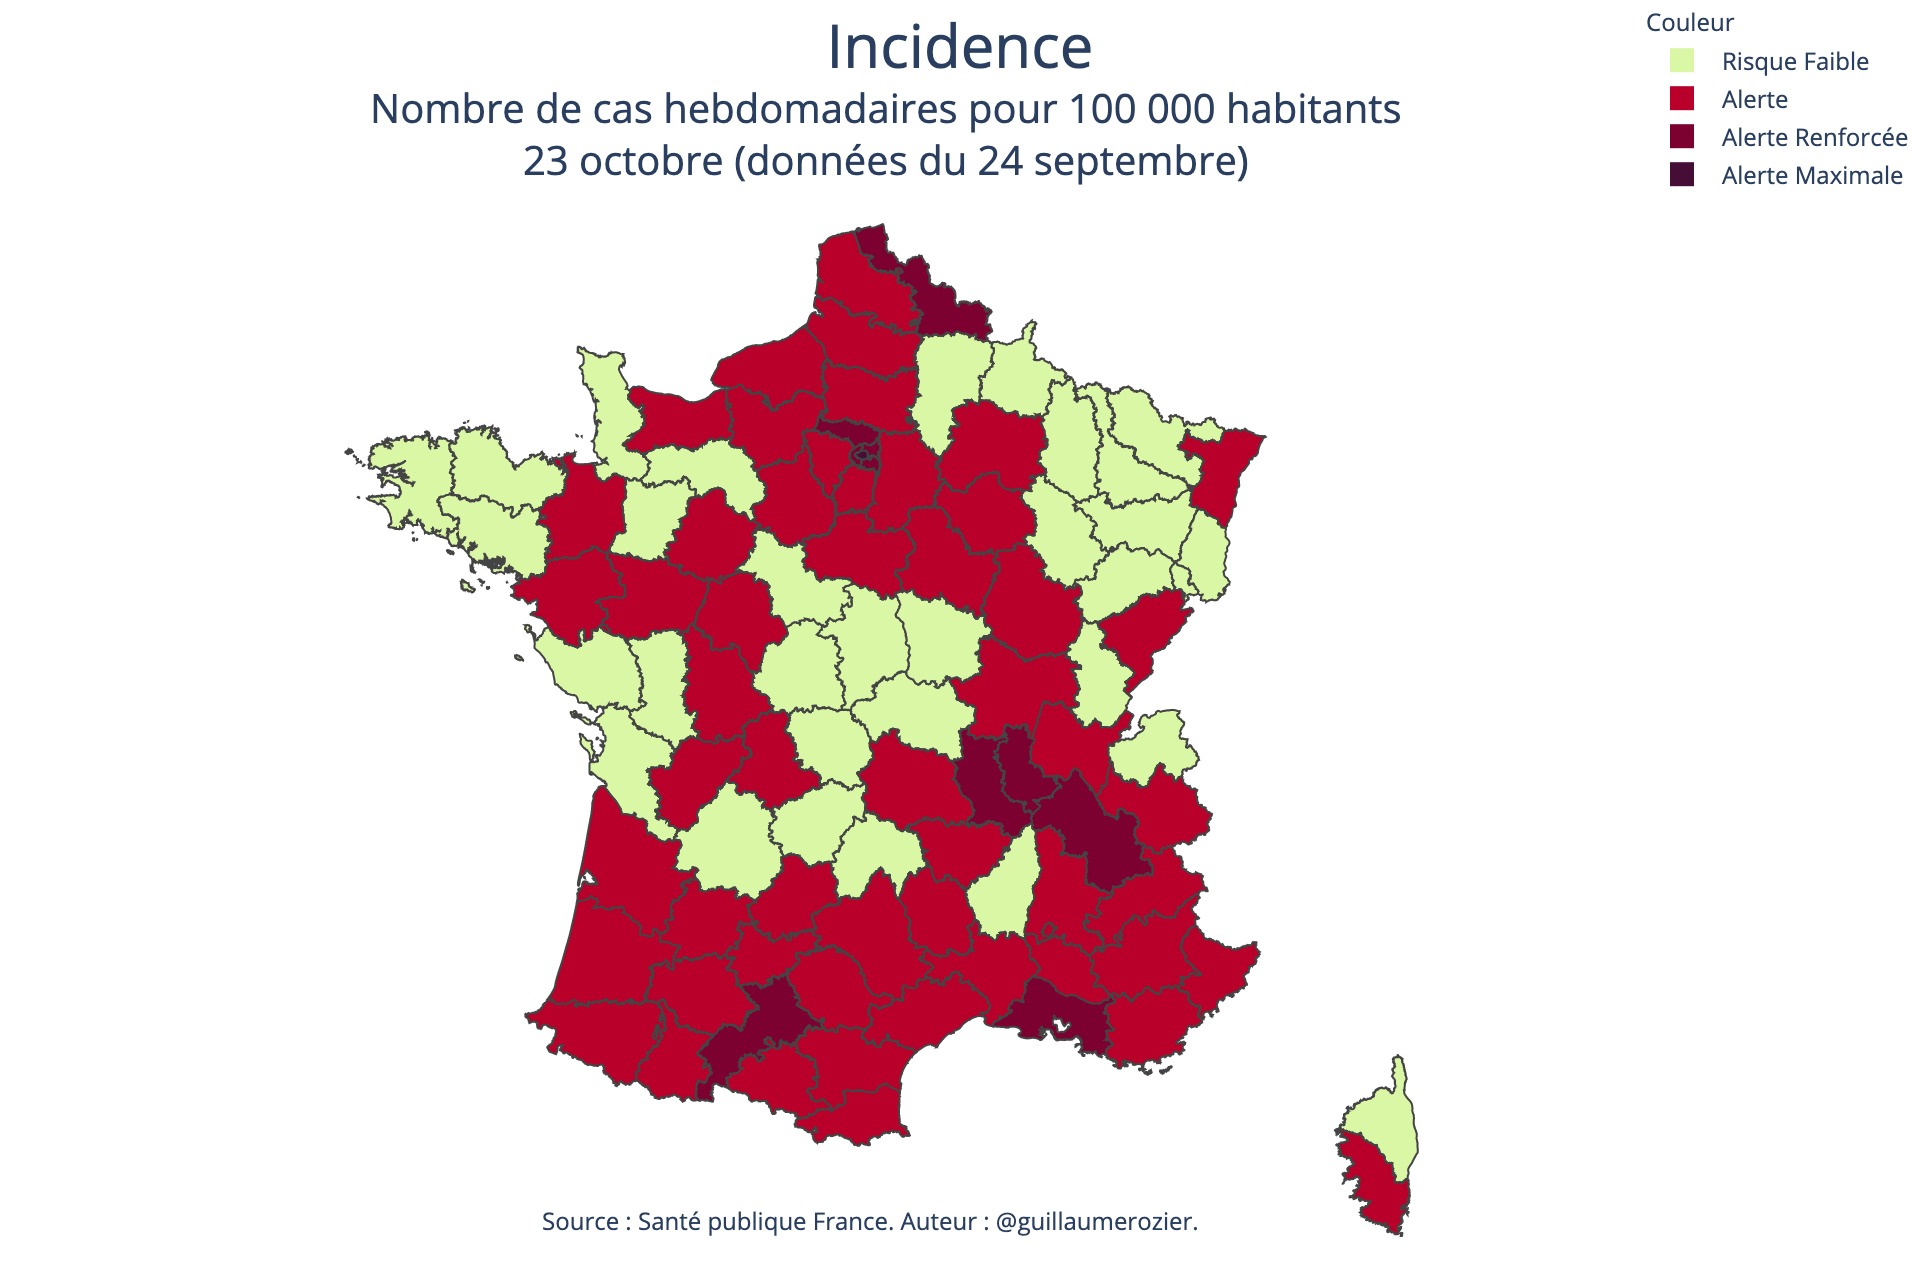 Incidence
Nombre de cas hebdomadaires pour 100 000 habitants
23 octobre (données du 24 septembre)
Couleur
Risque Faible
Alerte
Alerte Renforcée
Alerte Maximale
Source : Santé publique France. Auteur : @guillaumerozier.